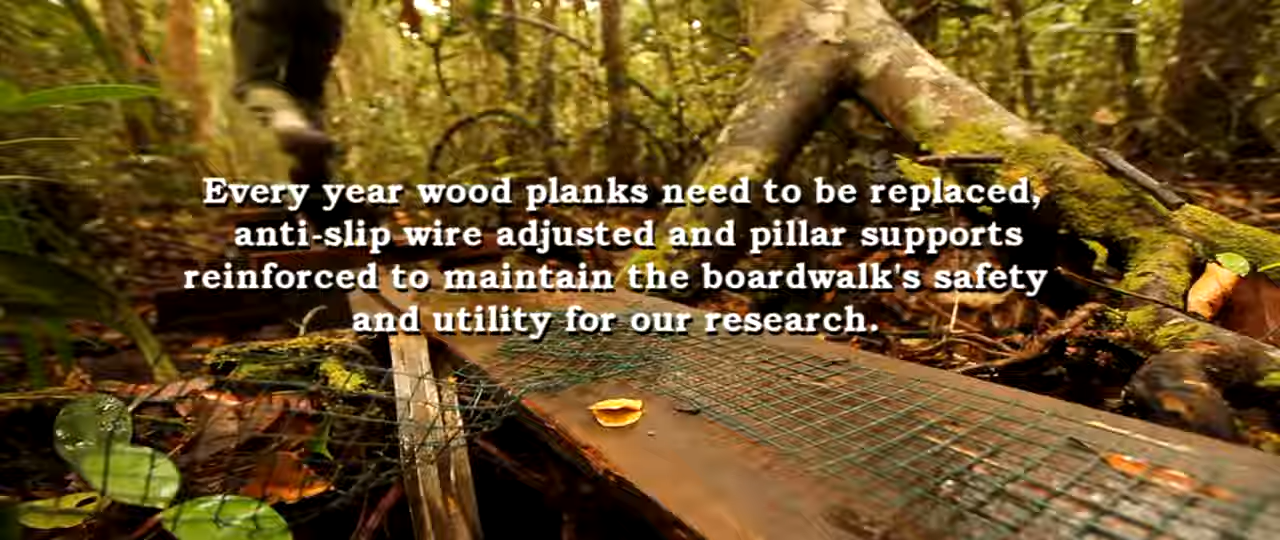 Every year wood planks need to be replaced,
anti-slip wire adjusted and pillar supports
reinforced to maintain the boardwalk's safety
and utility for our research.